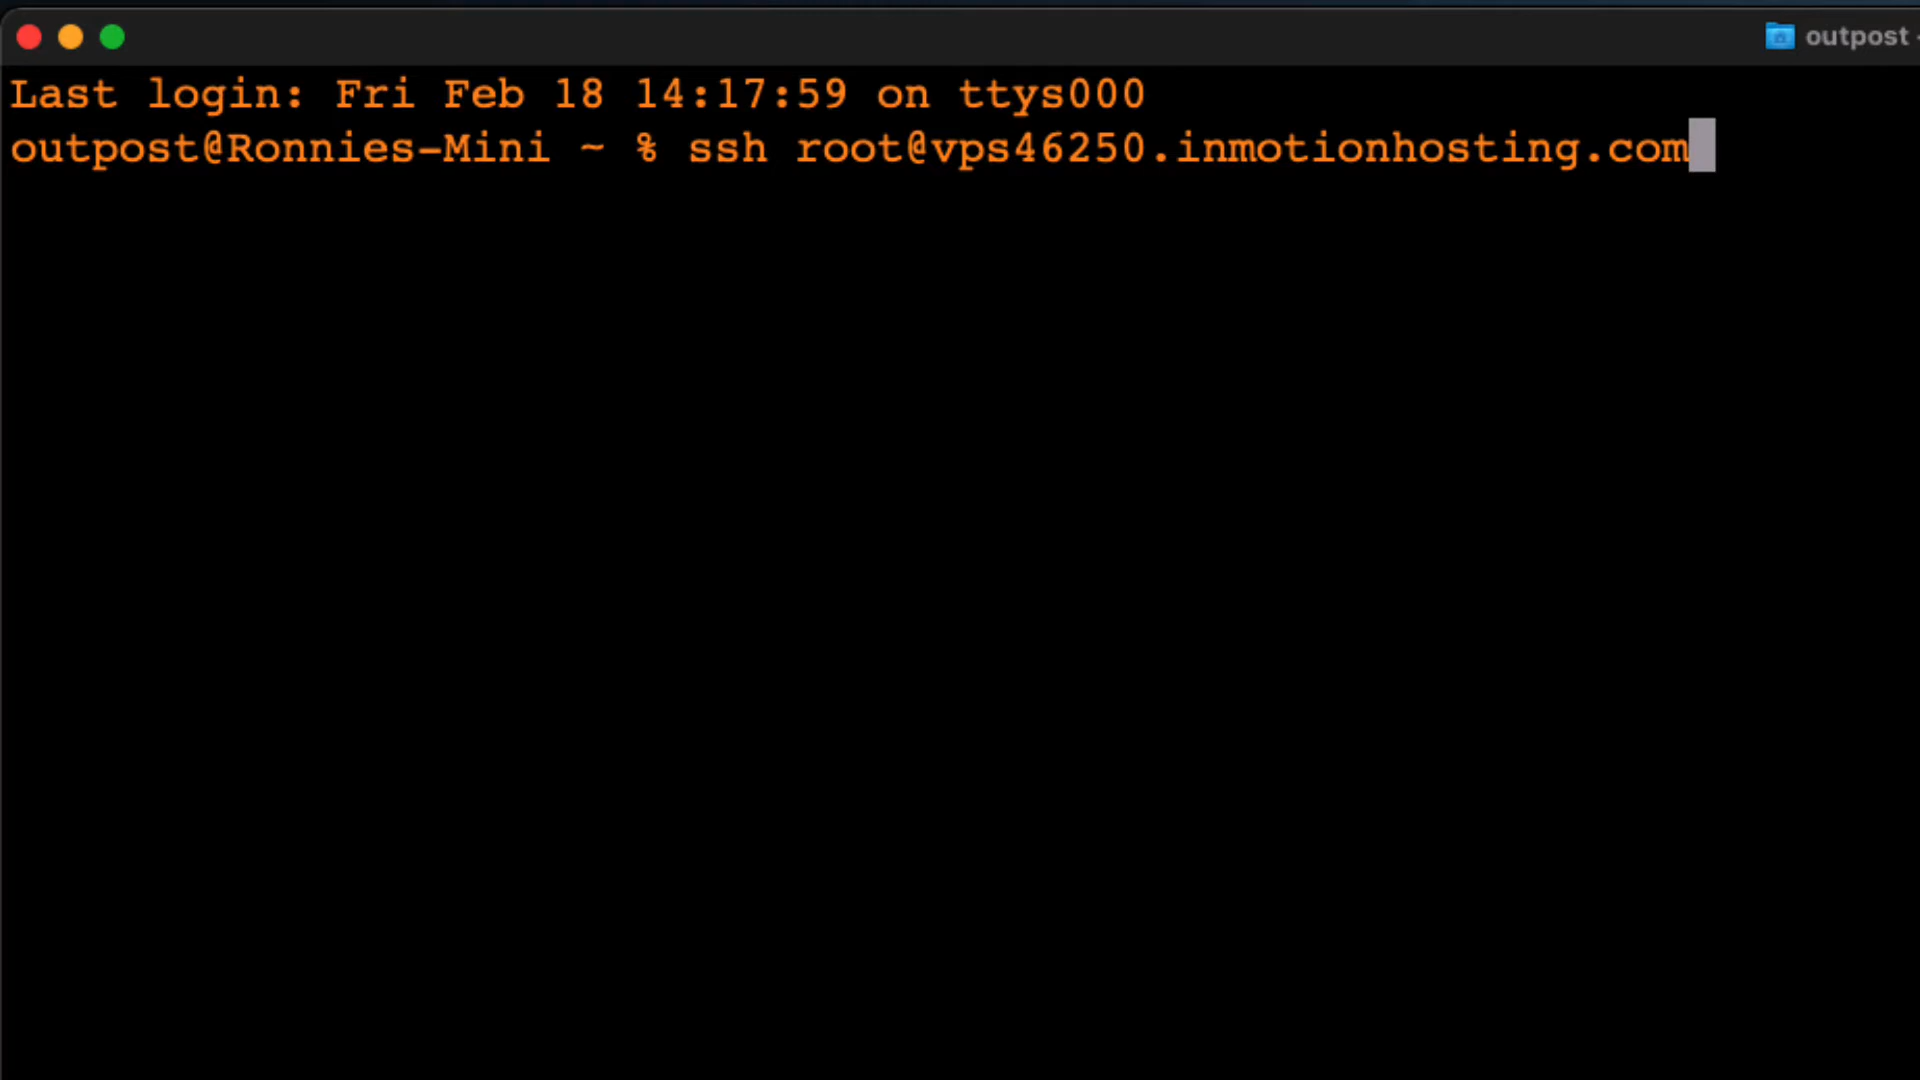 outpost -
Last login: Fri Feb 18 14:17:59 on ttys000
outpost@Ronnies-Mini ~ % ssh root@vps46250.inmotionhosting.com